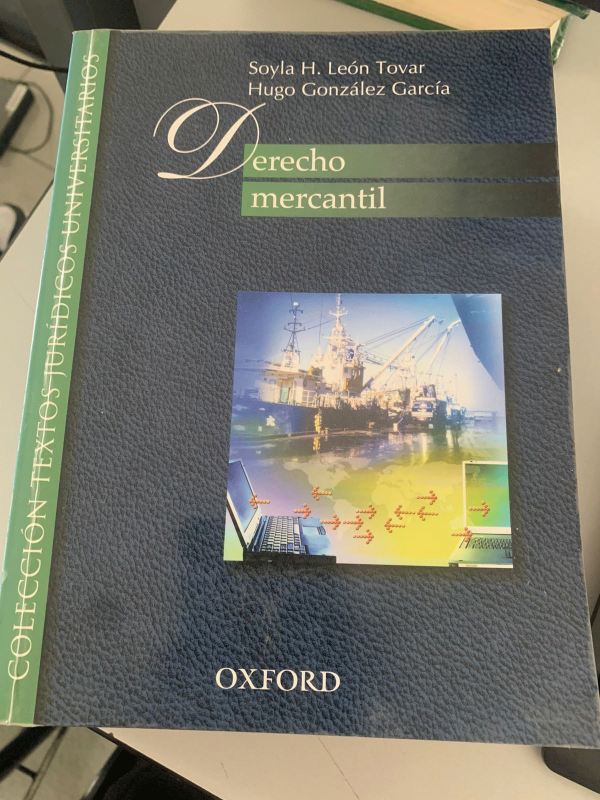 Soyla H. León Tovar
Hugo González García
Derecho
mercantil
OXFORD
COLECCIÓN TEXTOS JURÍDICOS UNIVERSITARIOS